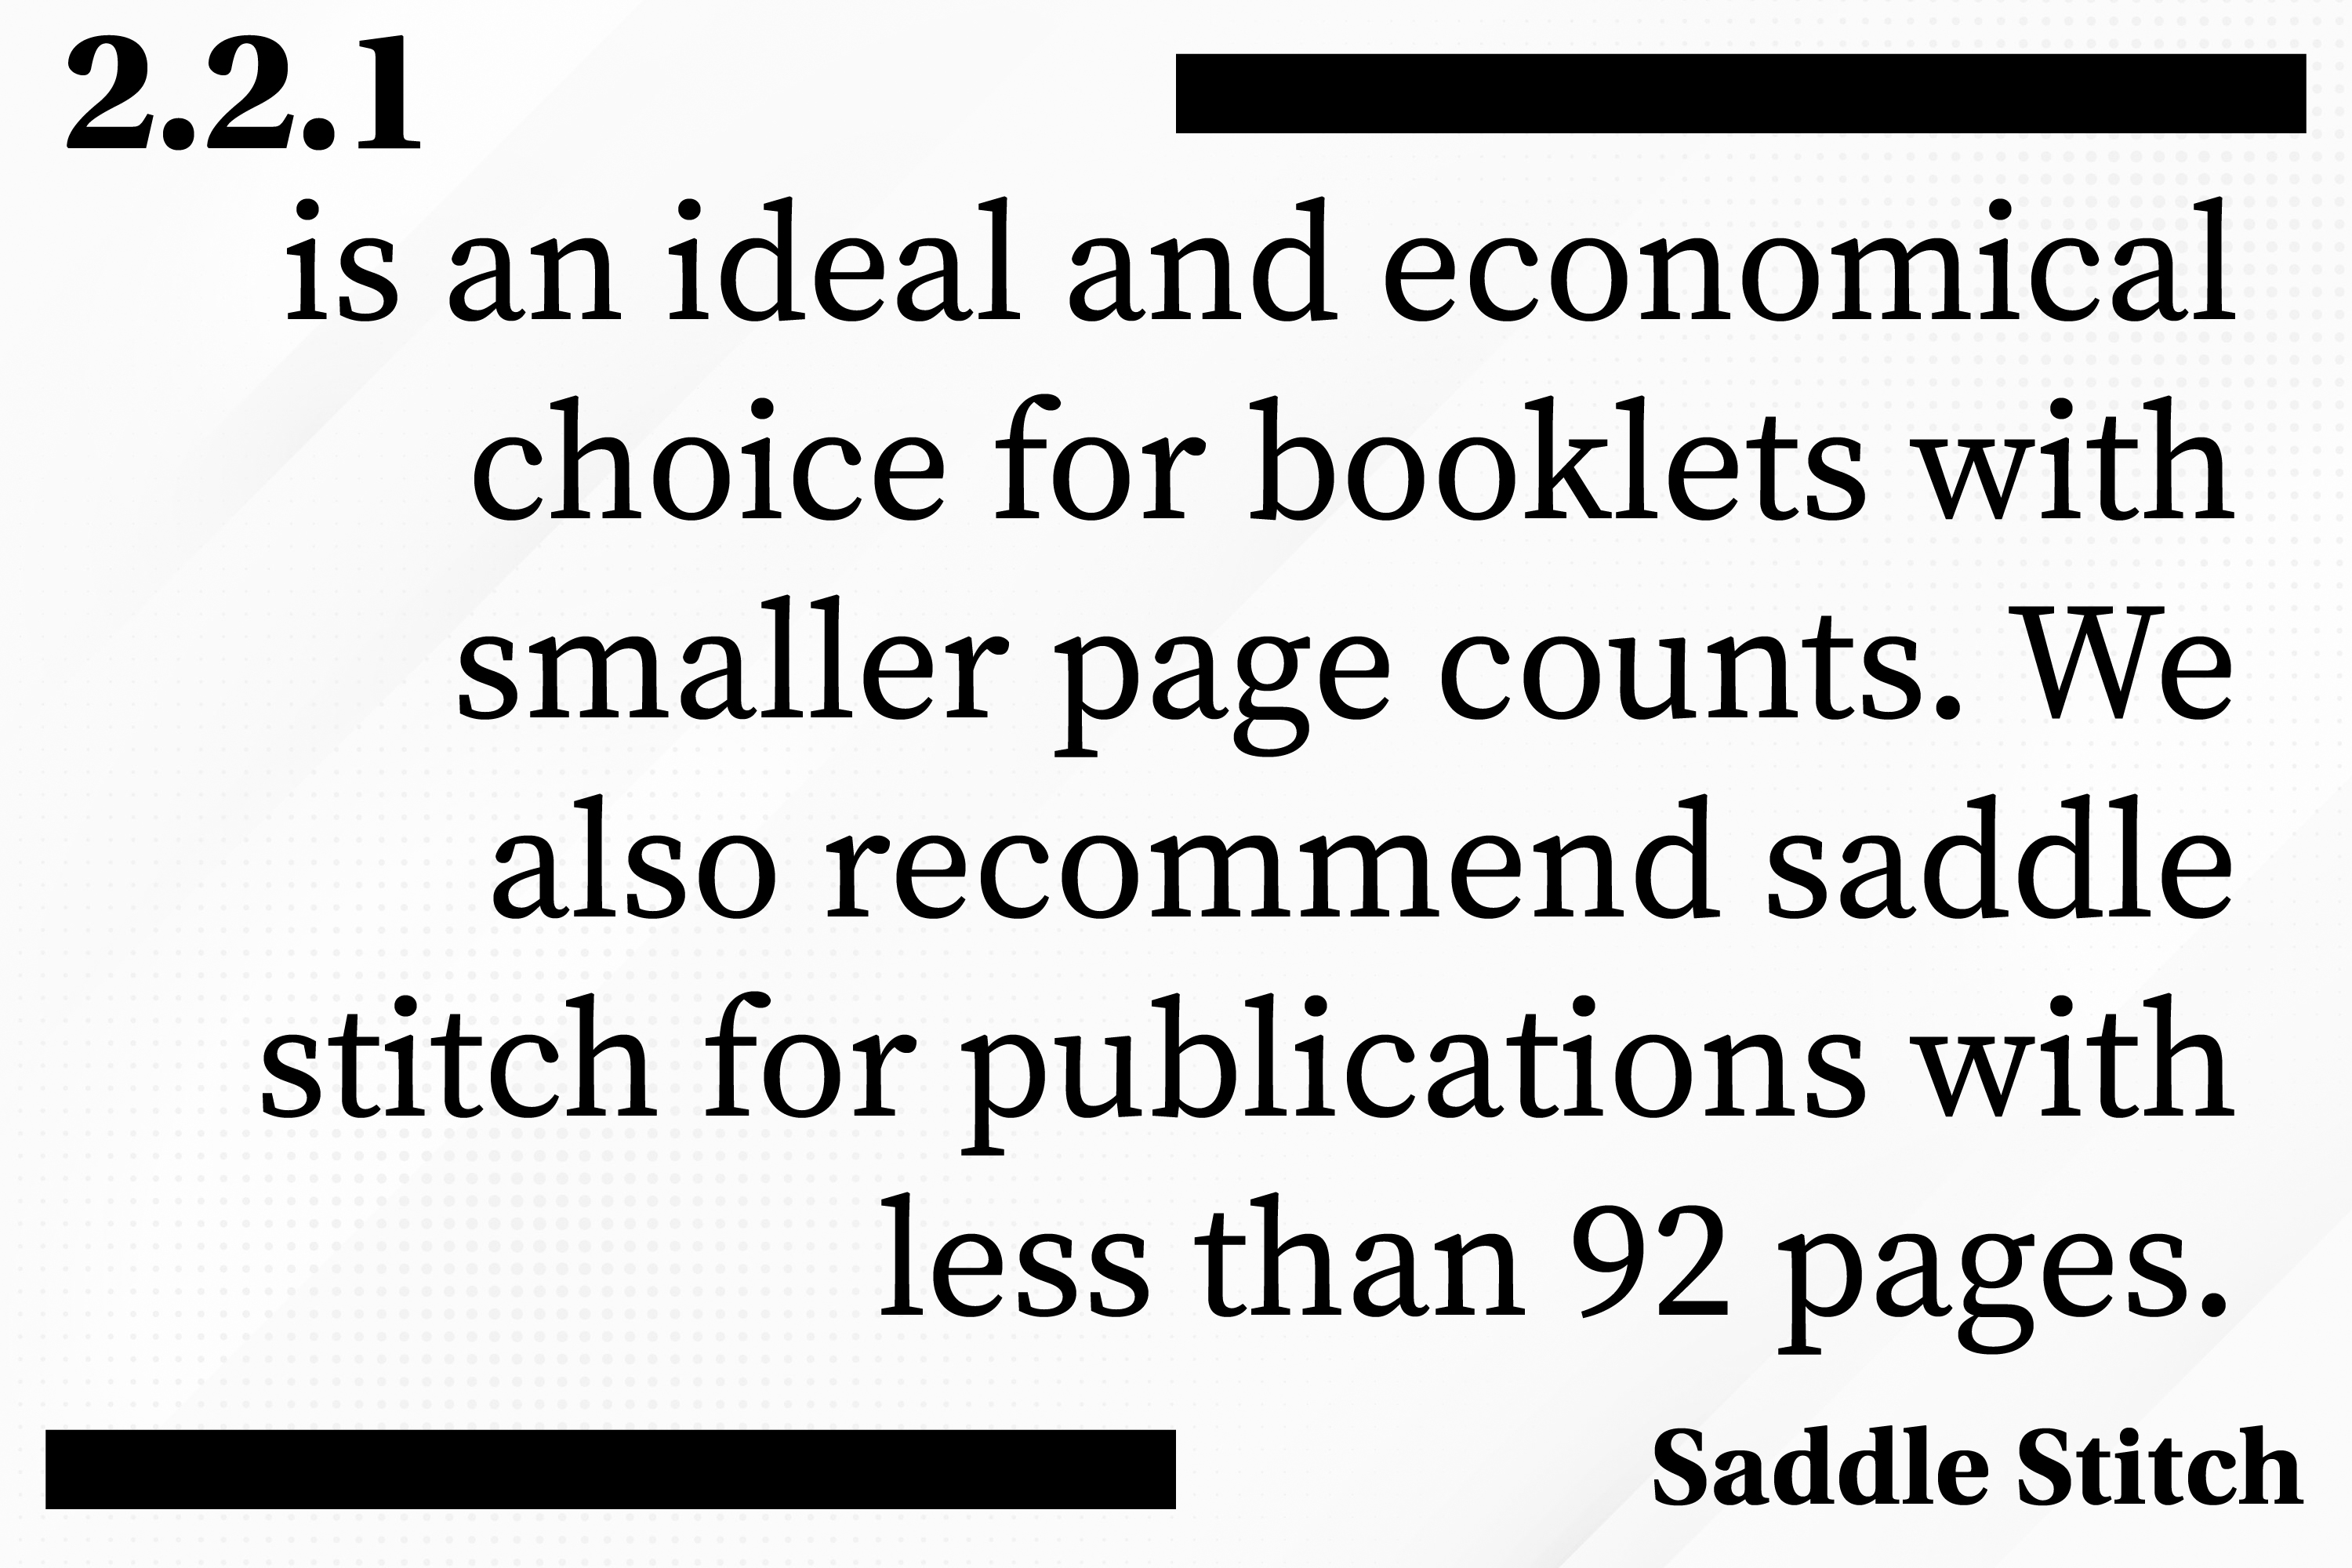 2.2.1
is an ideal and economical
choice for booklets with
smaller page counts. We
also recommend saddle
stitch for publications with
less than 92 pages.
Saddle Stitch